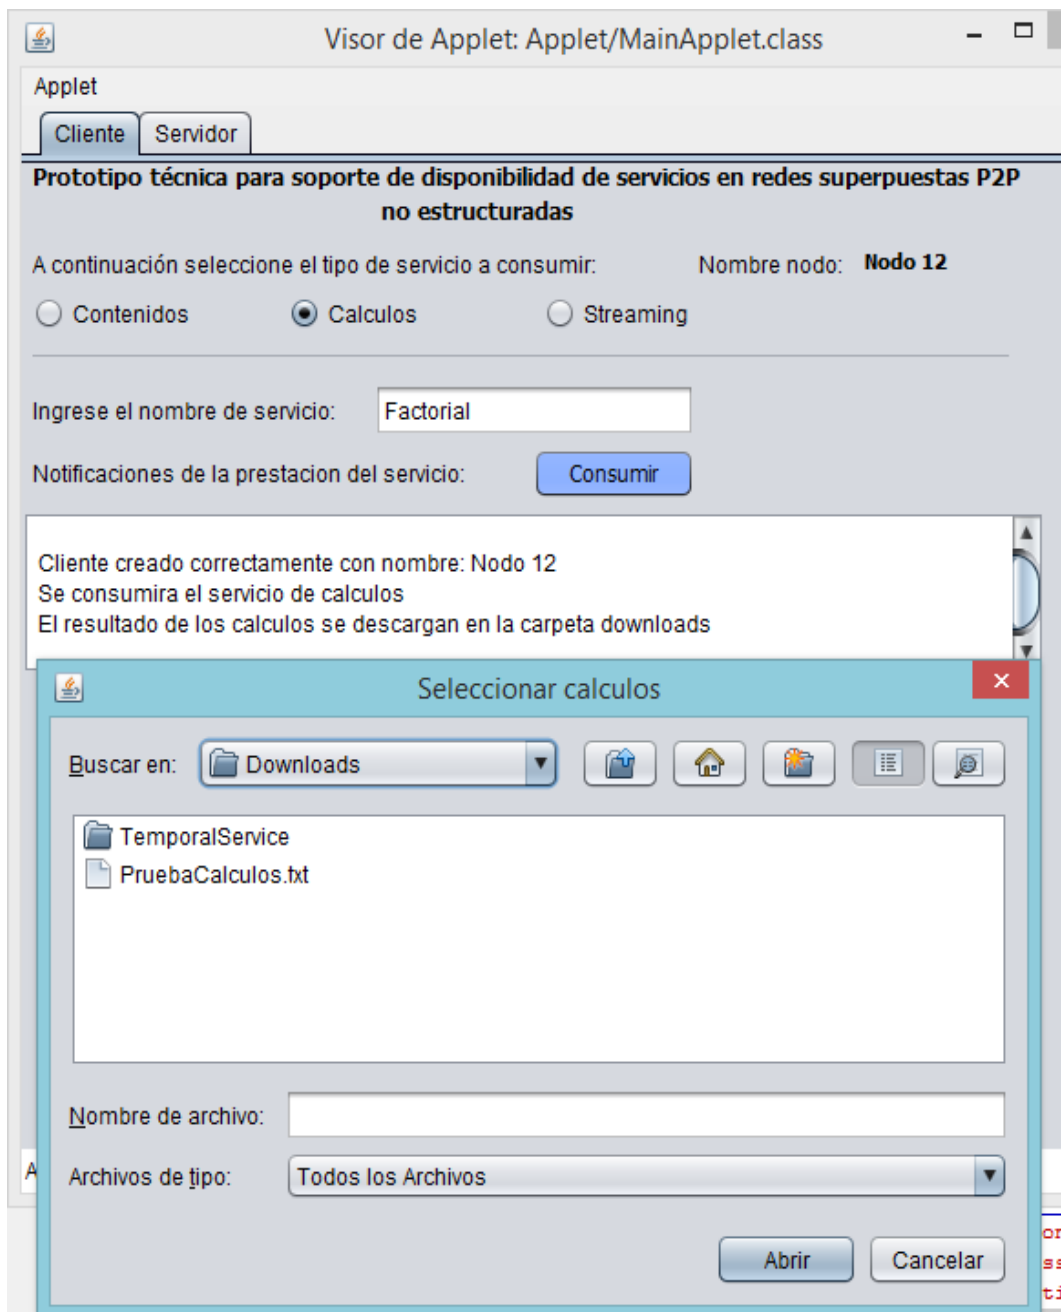 Visor de Applet: Applet/MainApplet.class
Applet
Cliente Servidor
Prototipo técnica para soporte de disponibilidad de servicios en redes superpuestas P2P
no estructuradas
A continuación seleccione el tipo de servicio a consumir: Nombre nodo: Nodo 12
Contenidos Calculos Streaming
Ingrese el nombre de servicio: Factorial
Notificaciones de la prestacion del servicio: Consumir
Cliente creado correctamente con nombre: Nodo 12
Se consumira el servicio de calculos
El resultado de los calculos se descargan en la carpeta downloads
Seleccionar calculos
Buscar en: Downloads
TemporalService
PruebaCalculos.txt
Nombre de archivo:
Archivos de tipo: Todos los Archivos
Abrir Cancelar